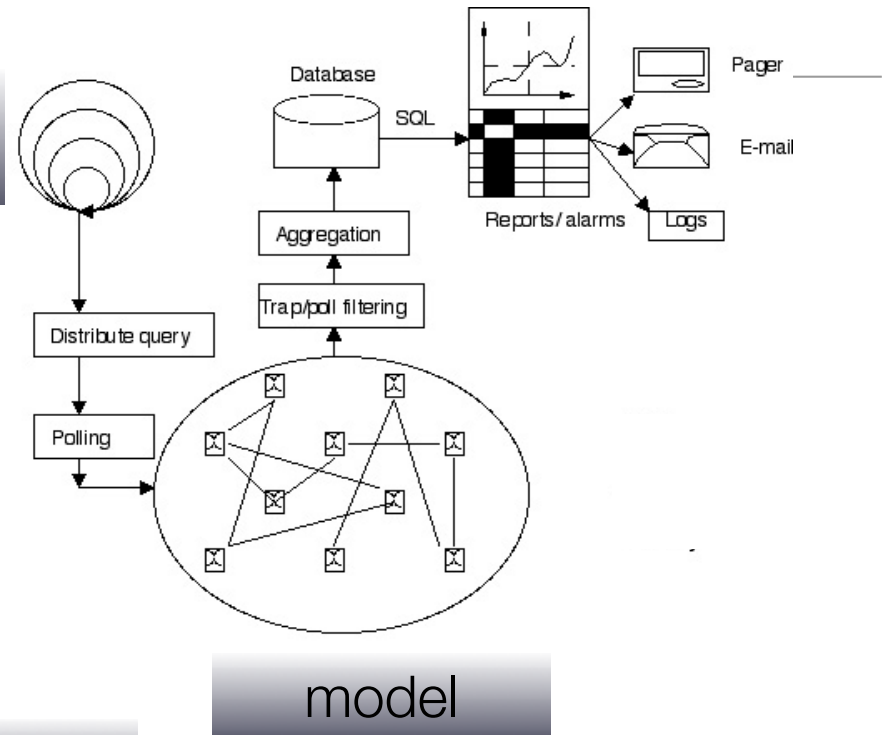 Database
SQL
Pager
E-mail
Reports/alarms
Logs
Aggregation
Trap/poll filtering
Distribute query
Polling
model